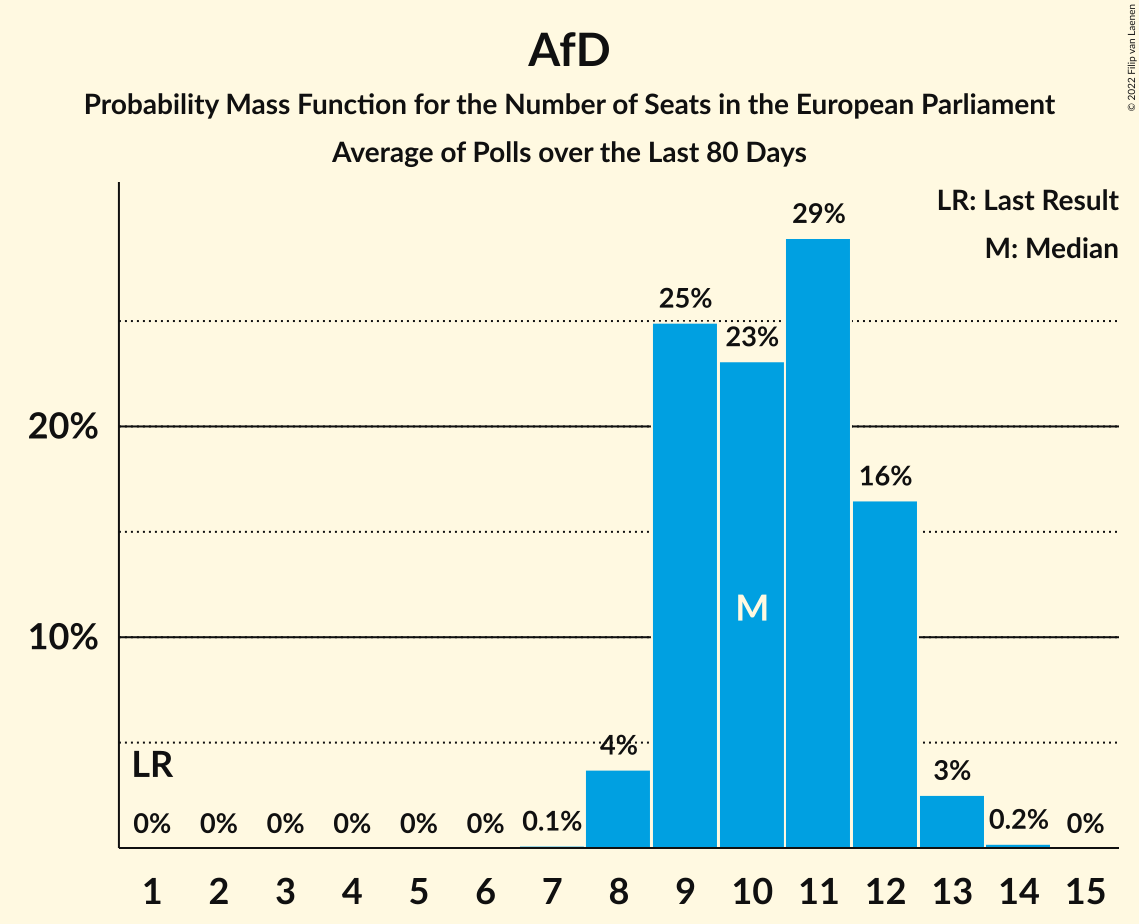 © 2022 Filip van Laenen
AfD
Probability Mass Function for the Number of Seats in the European Parliament
Average of Polls over the Last 80 Days
LR: Last Result
M: Median
29%
25%
23%
20%
16%
M
10%
LR
4%
3%
0% 0% 0% 0% 0% 0% 0.1% 0.2% 0%
1 2 3 4 5 6 7 8 9 10 11 12 13 14 15